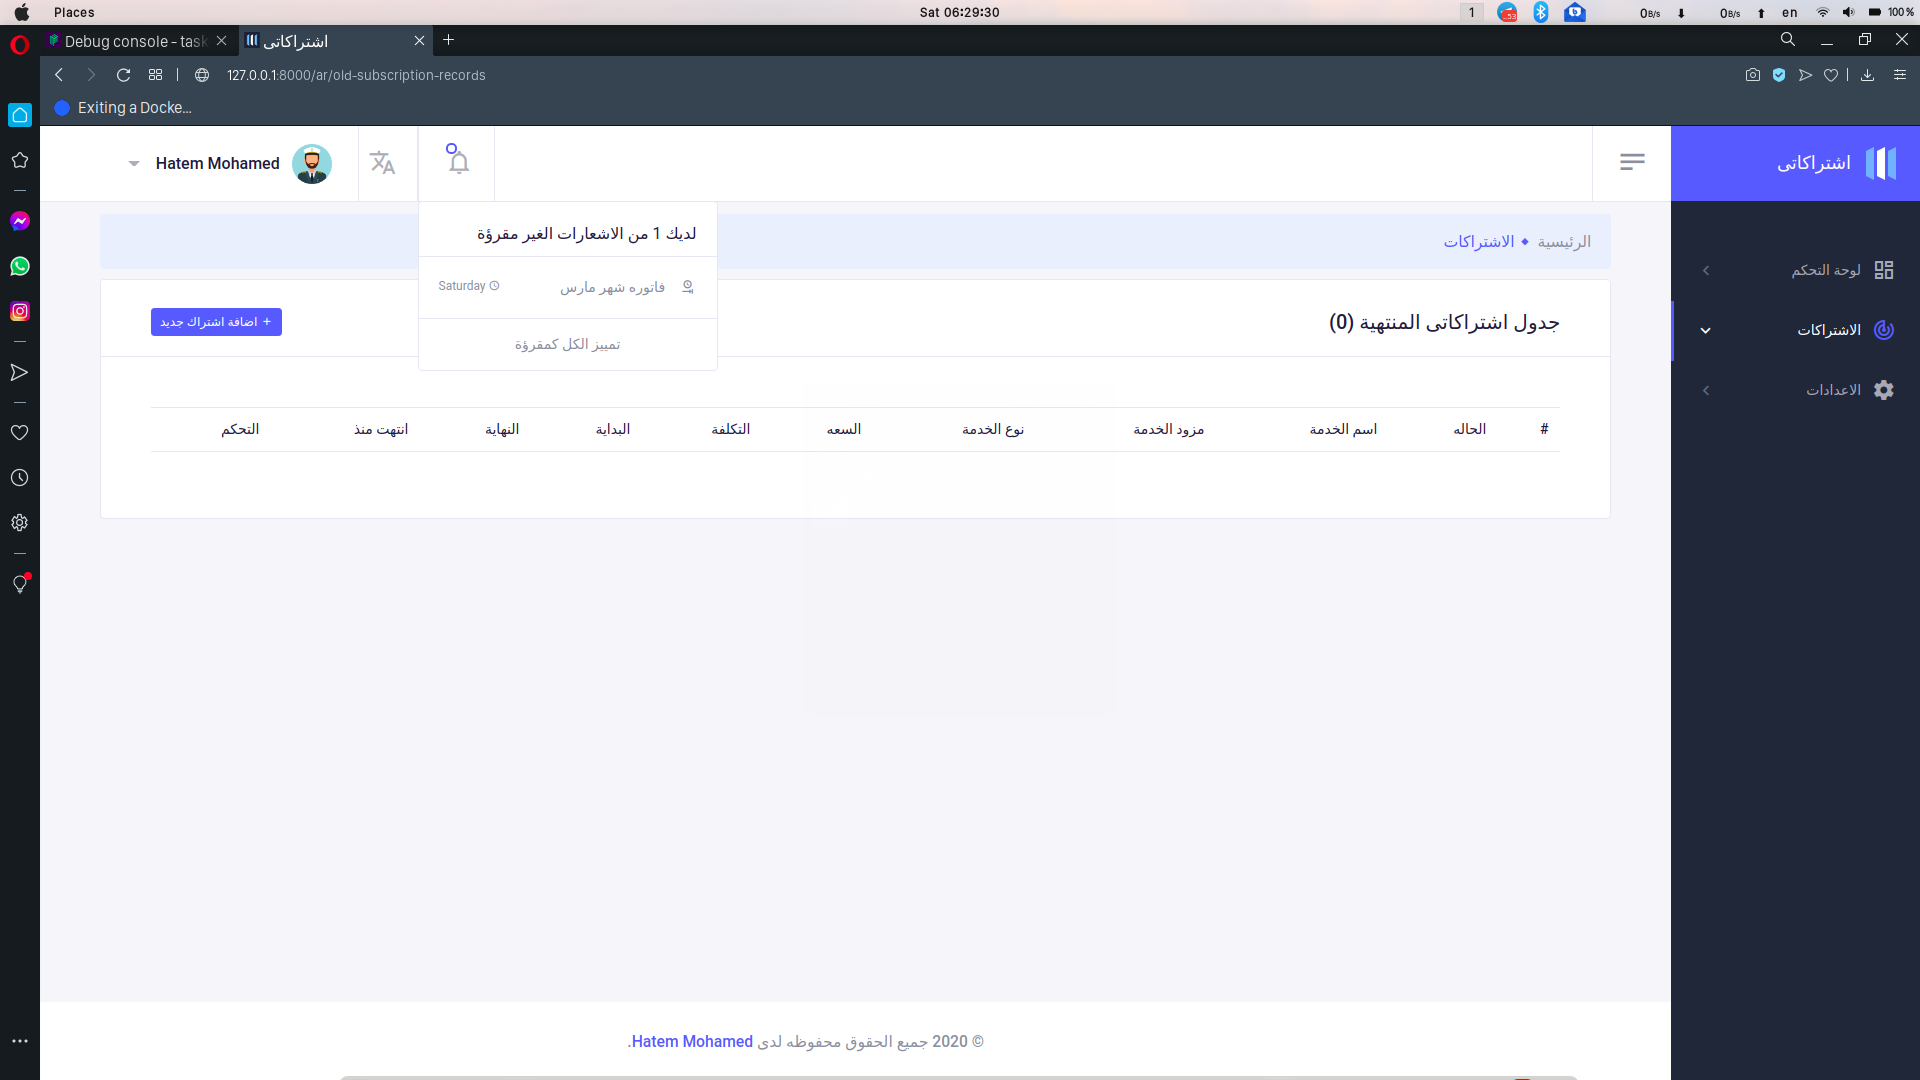 Places
Sat 06:29:30
1
.53
0B/s
0B/s
en
100%
Debug console - task
اشتراكاتى
127.0.0.1:8000/ar/old-subscription-records
Exiting a Docke...
اشتراكاتى
Hatem Mohamed
لوحة التحكم
الاشتراكات
الاعدادات
الرئيسية ◆ الاشتراكات
لديك 1 من الاشعارات الغير مقرؤة
فاتوره شهر مارس
Saturday
تمييز الكل كمقرؤة
جدول اشتراكاتى المنتهية (0)
+ اضافة اشتراك جديد
# الحاله اسم الخدمة مزود الخدمة نوع الخدمة السعه التكلفة البداية النهاية انتهت منذ التحكم
© 2020 جميع الحقوق محفوظه لدى Hatem Mohamed.